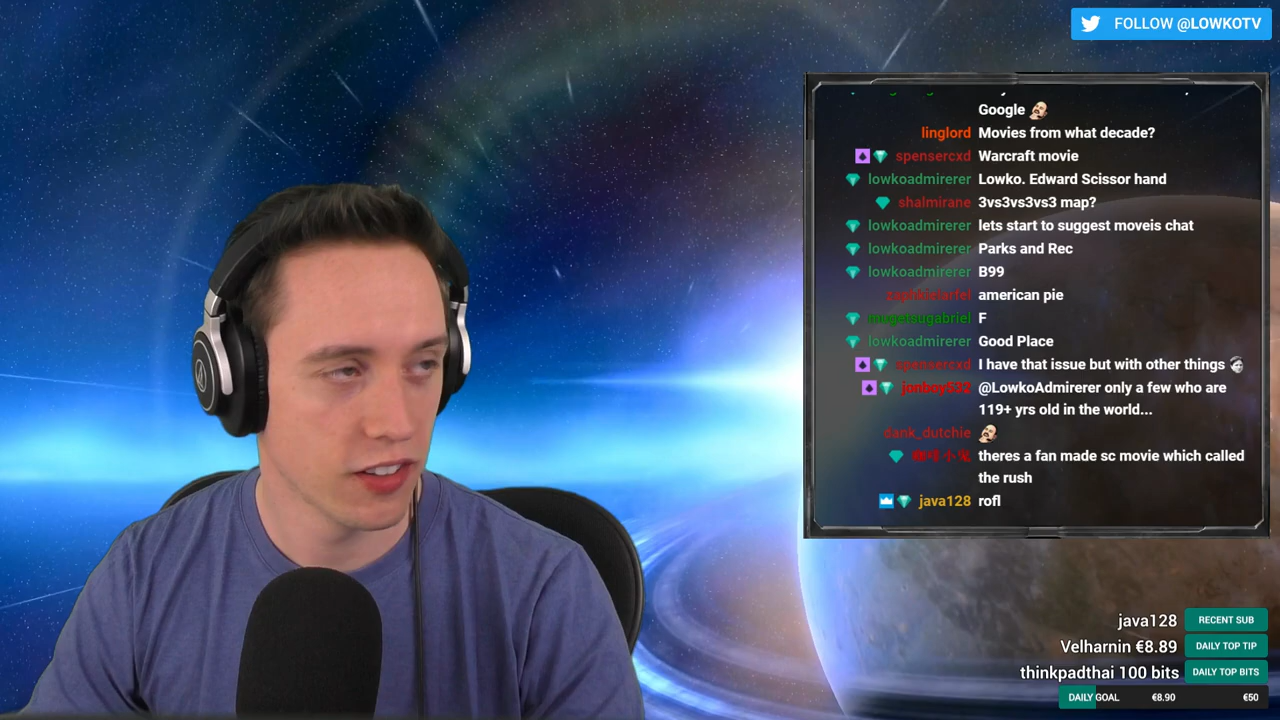 FOLLOW @LOWKOTV
Google
linglord Movies from what decade?
spensercxd Warcraft movie
lowkoadmirerer Lowko. Edward Scissor hand
shalmirane 3vs3vs3vs3 map?
lowkoadmirerer lets start to suggest moveis chat
lowkoadmirerer Parks and Rec
lowkoadmirerer B99
american pie
F
lowkoadmirerer Good Place
spensercxd I have that issue but with other things
jonboy532 @LowkoAdmirerer only a few who are
119+ yrs old in the world...
dank_dutchie
theres a fan made sc movie which called
the rush
java128 rofl
java128 RECENT SUB
Velharnin €8.89 DAILY TOP TIP
thinkpadthai 100 bits DAILY TOP BITS
DAILY GOAL €8.90 €50